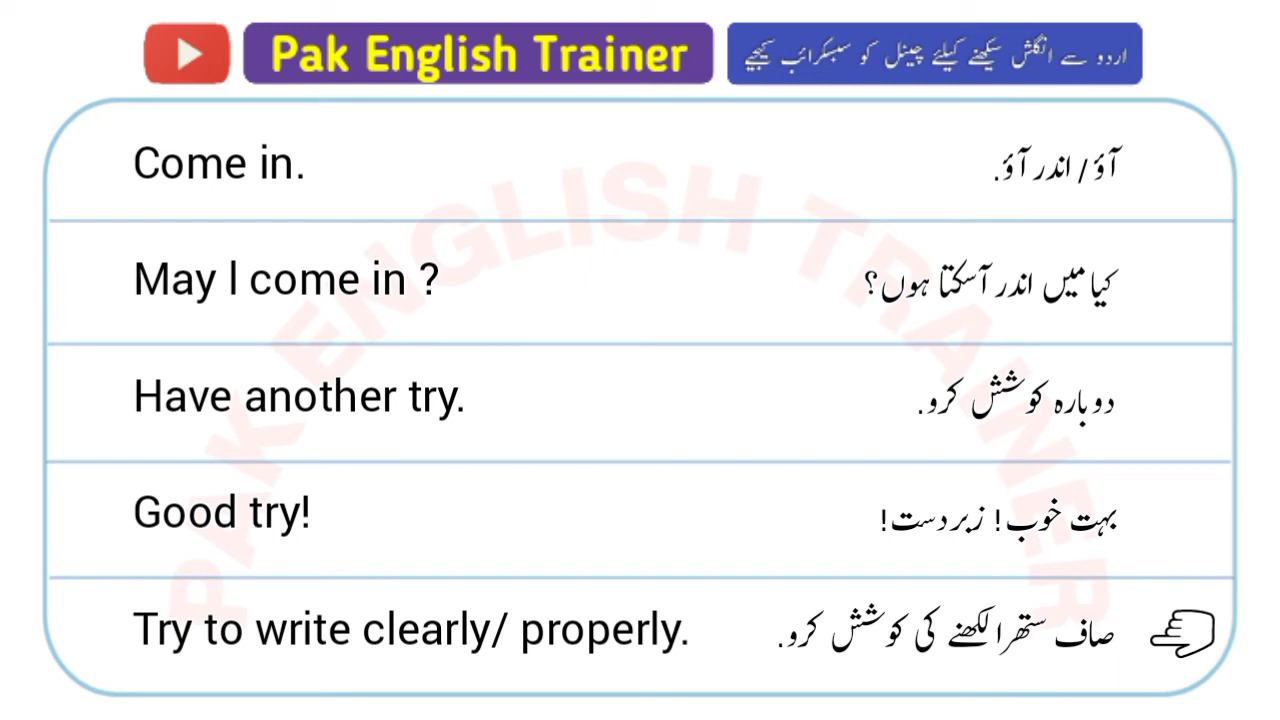 Pak English Trainer اردو سے انگلش سیکھنے کیلئے چینل کو سبسکرائب کیجیے
Come in. آؤ / اندر آؤ.
May I come in ? کیا میں اندر آسکتا ہوں؟
Have another try. دوبارہ کوشش کرو.
Good try! بہت خوب! زبردست!
Try to write clearly/ properly. صاف ستھرا لکھنے کی کوشش کرو.
PAK ENGLISH TRAINER